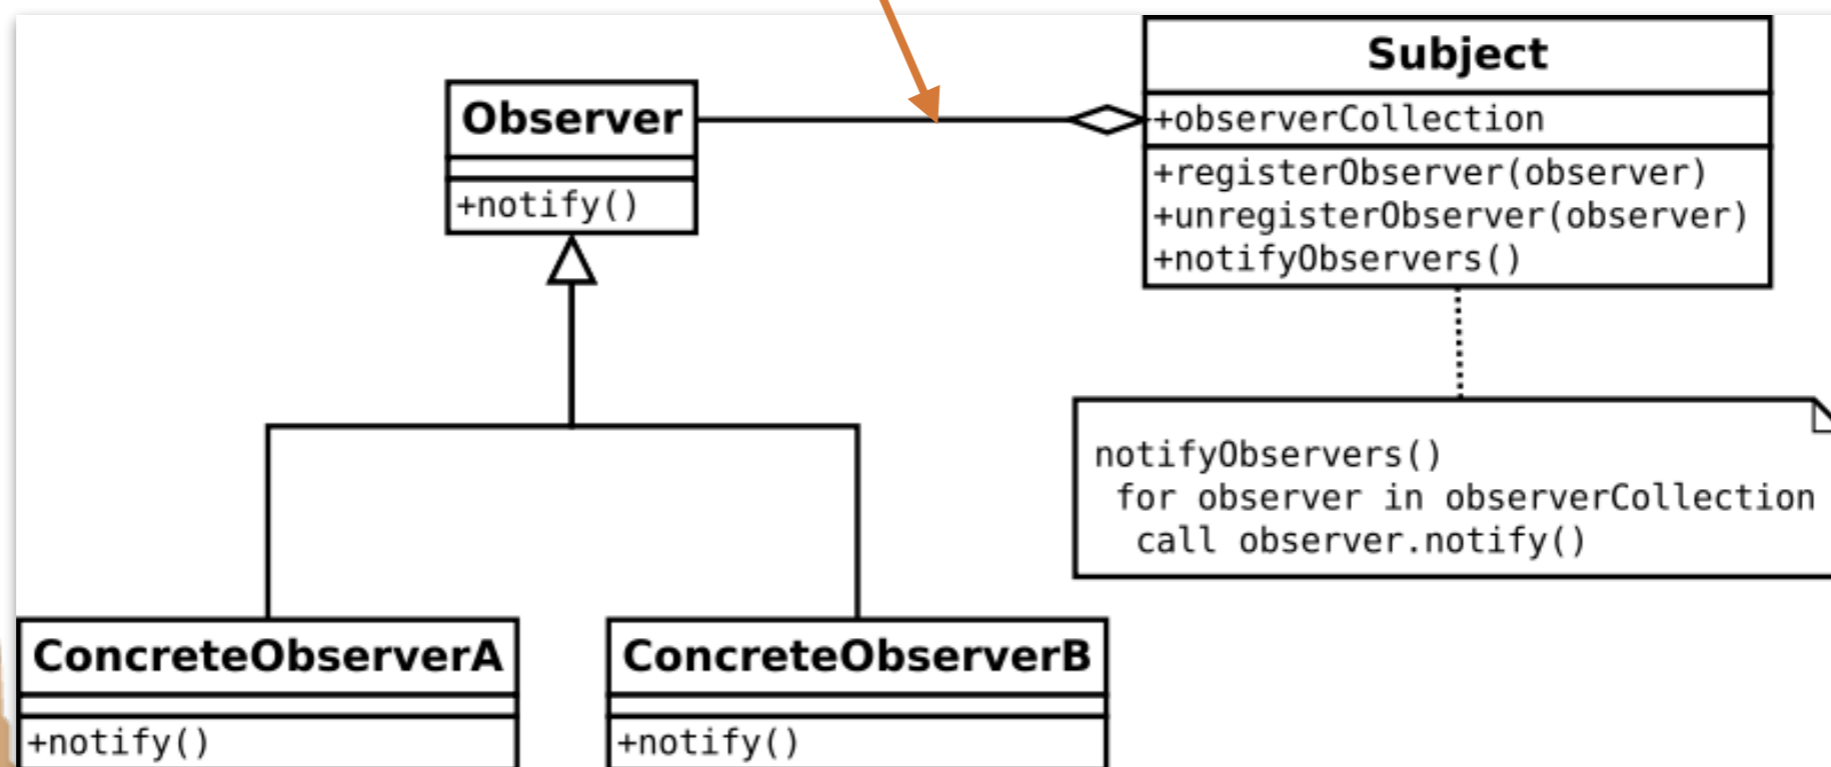 Observer
+notify()
Subject
+observerCollection
+registerObserver(observer)
+unregisterObserver(observer)
+notifyObservers()
notifyObservers()
for observer in observerCollection
call observer.notify()
ConcreteObserverA
+notify()
ConcreteObserverB
+notify()